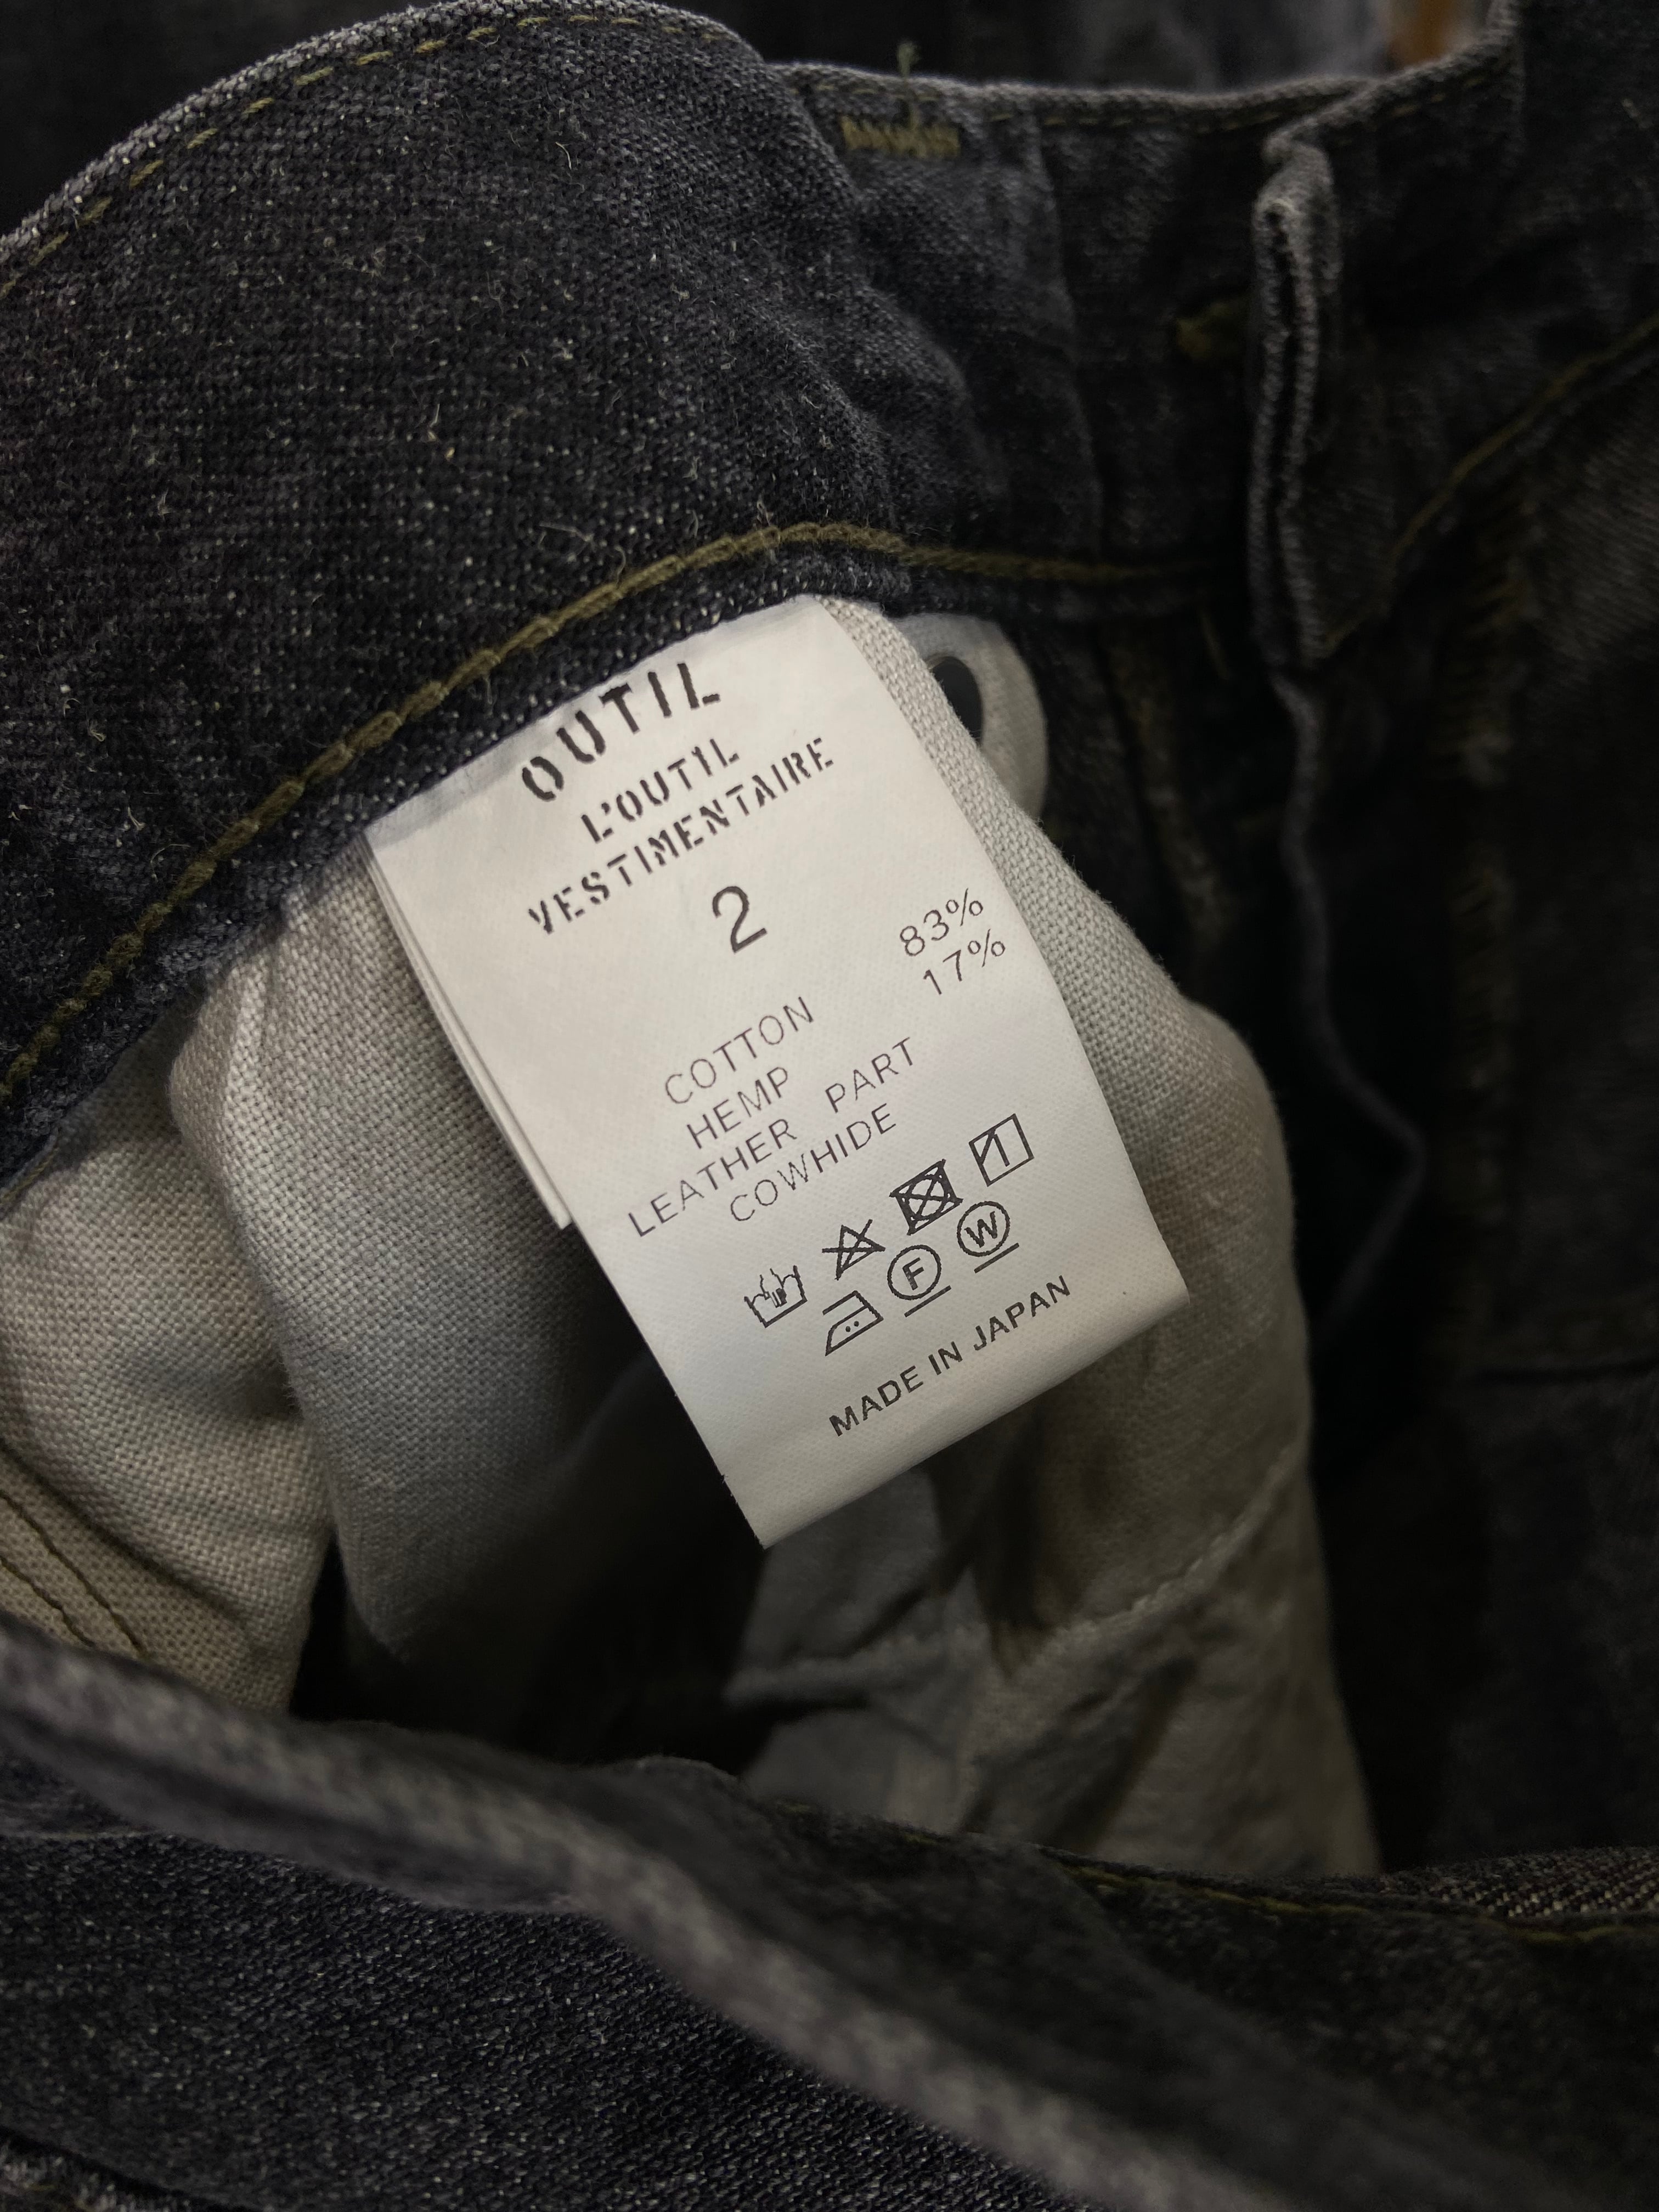 OUTIL
L'OUTIL
VESTIMENTAIRE
2
COTTON 83%
HEMP 17%
LEATHER PART
COWHIDE
F W
MADE IN JAPAN